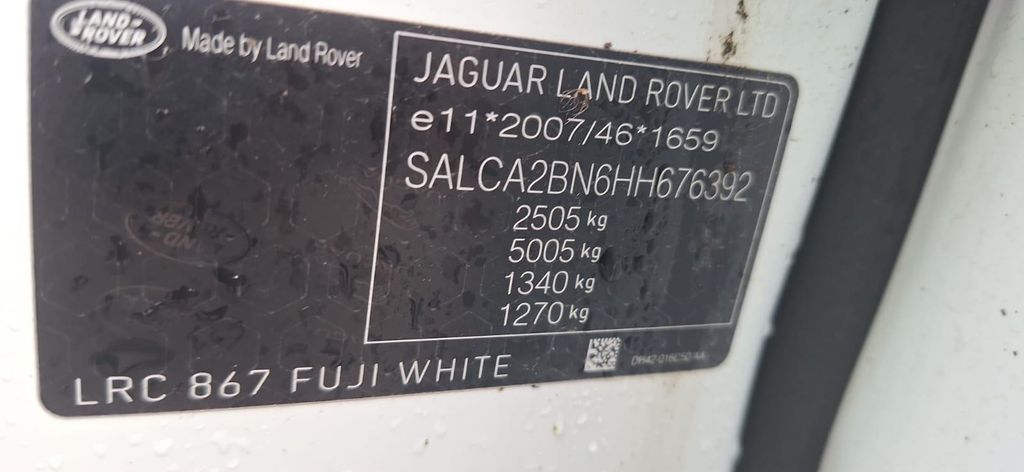 LAND-
ROVER
Made by Land Rover
JAGUAR LAND ROVER LTD
e11*2007/46*1659
SALCA2BN6HH676392
2505 kg
5005 kg
1340 kg
1270 kg
LRC 867 FUJI WHITE